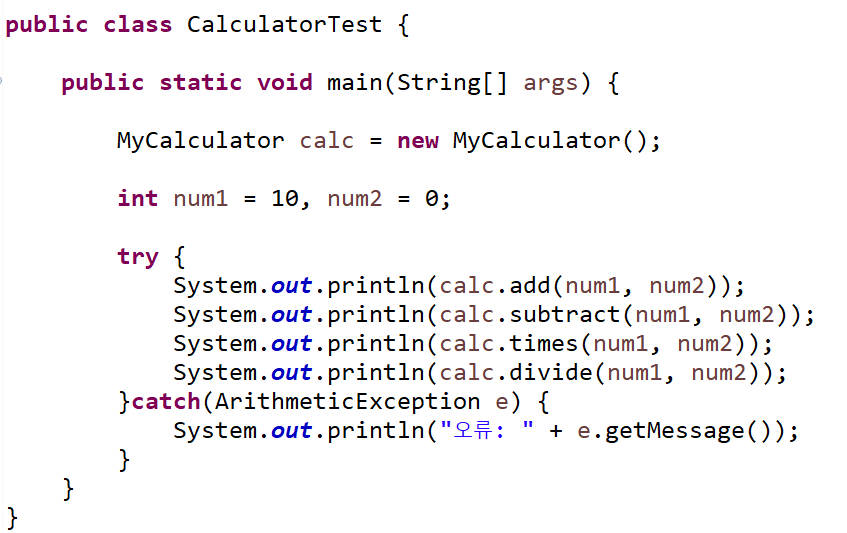 public class CalculatorTest {
public static void main(String[] args) {
MyCalculator calc = new MyCalculator();
int num1 = 10, num2 = 0;
try {
System.out.println(calc.add(num1, num2));
System.out.println(calc.subtract(num1, num2));
System.out.println(calc.times(num1, num2));
System.out.println(calc.divide(num1, num2));
}catch(ArithmeticException e) {
System.out.println("오류: " + e.getMessage());
}
}
}